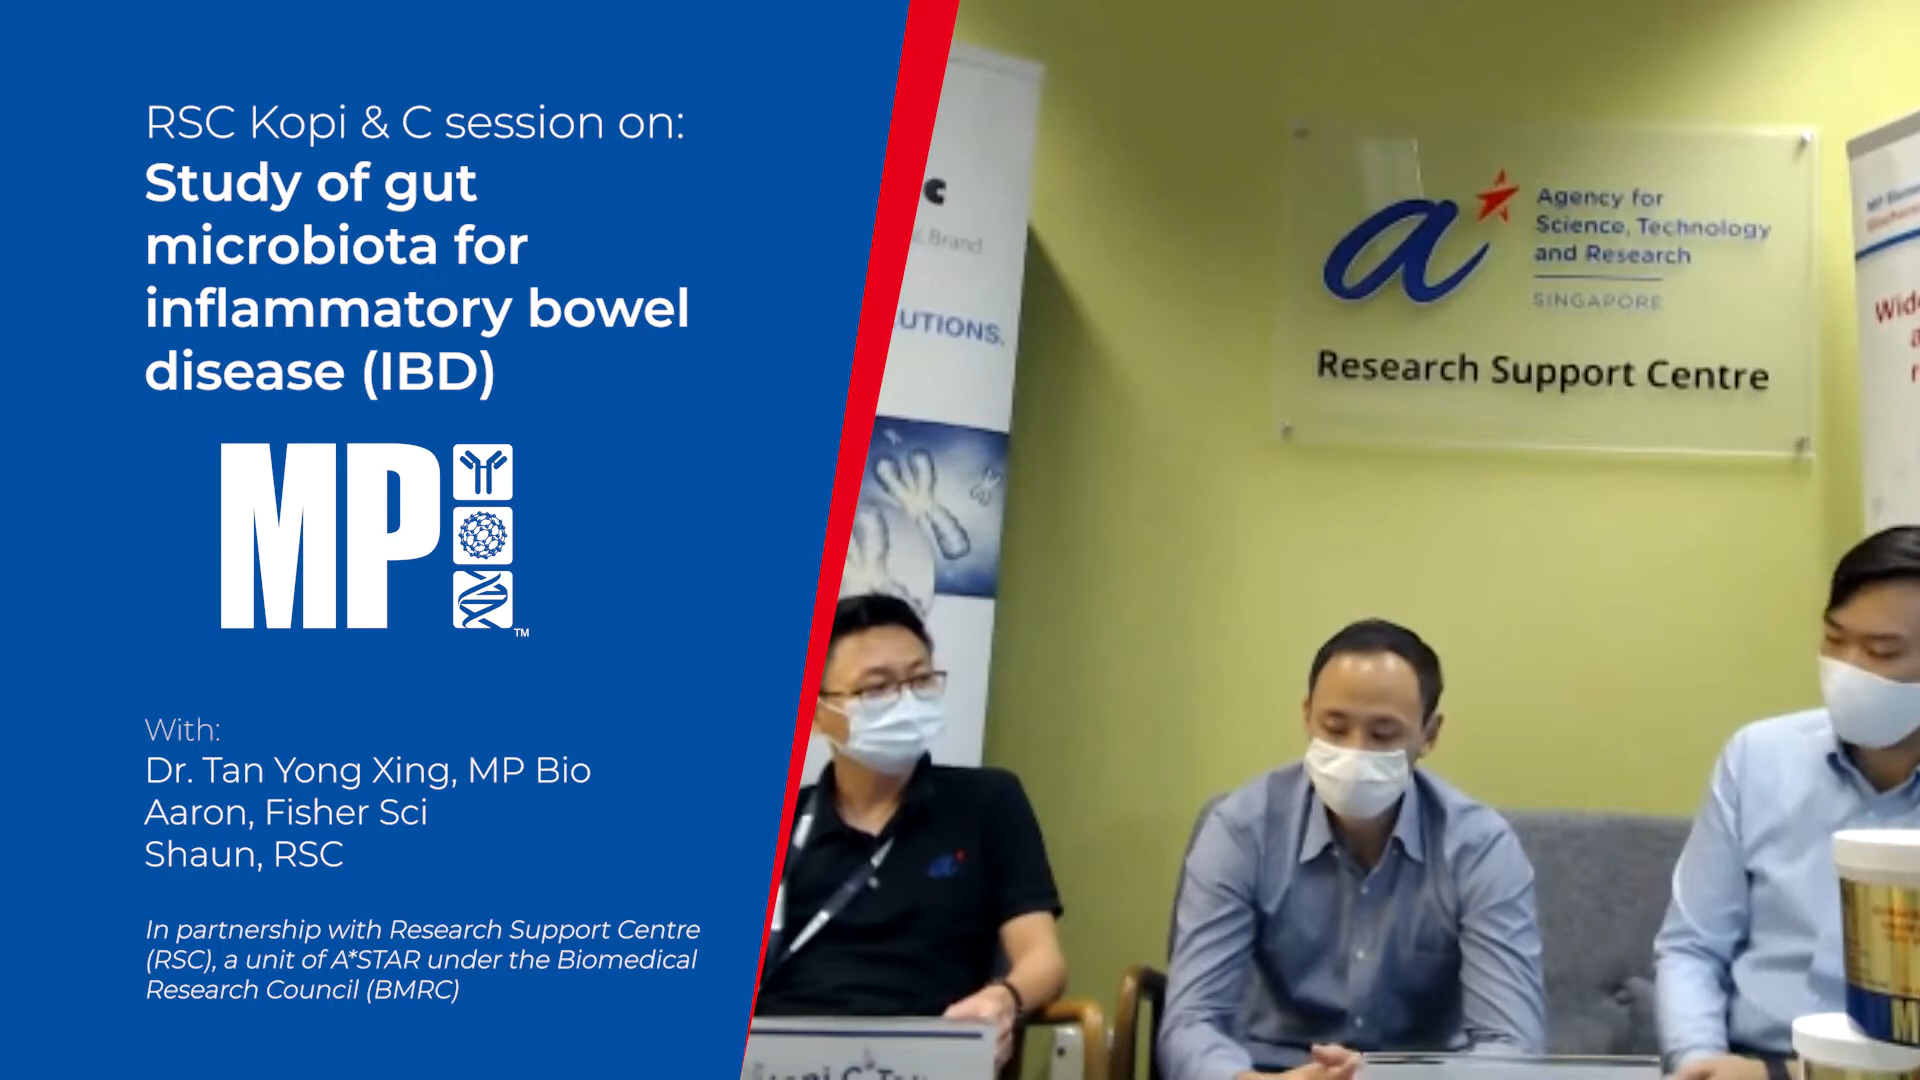 RSC Kopi & C session on:
Study of gut
microbiota for
inflammatory bowel
disease (IBD)
MP
TM
With:
Dr. Tan Yong Xing, MP Bio
Aaron, Fisher Sci
Shaun, RSC
In partnership with Research Support Centre
(RSC), a unit of A*STAR under the Biomedical
Research Council (BMRC)
Brand
UTIONS.
a
Agency for
Science, Technology
and Research
SINGAPORE
Research Support Centre